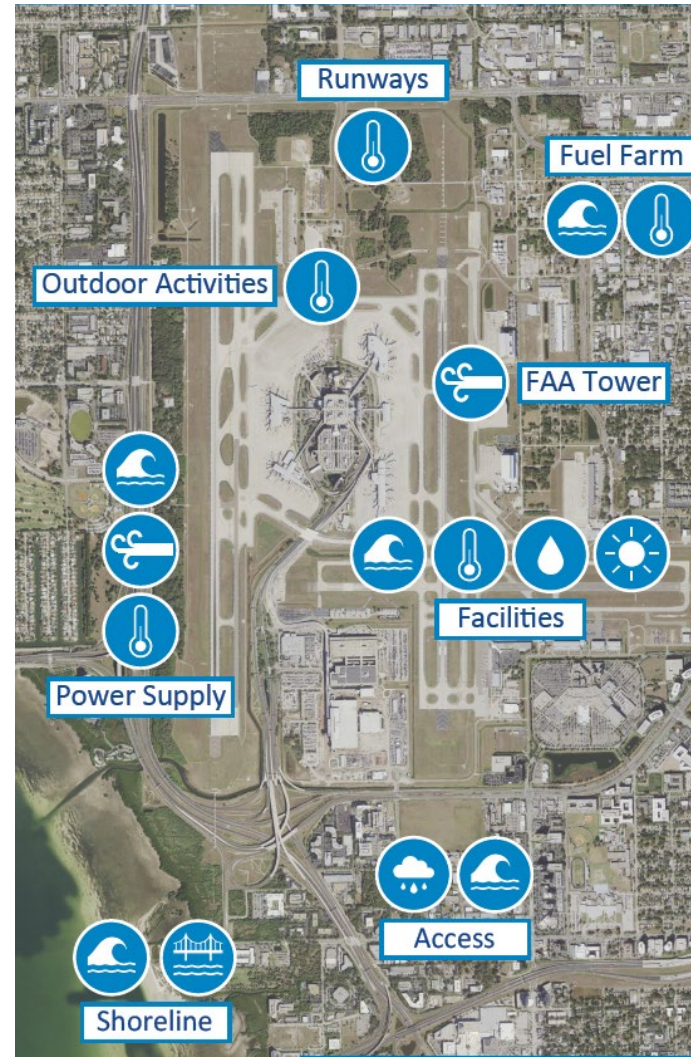 Runways
Fuel Farm
Outdoor Activities
FAA Tower
Facilities
Power Supply
Access
Shoreline